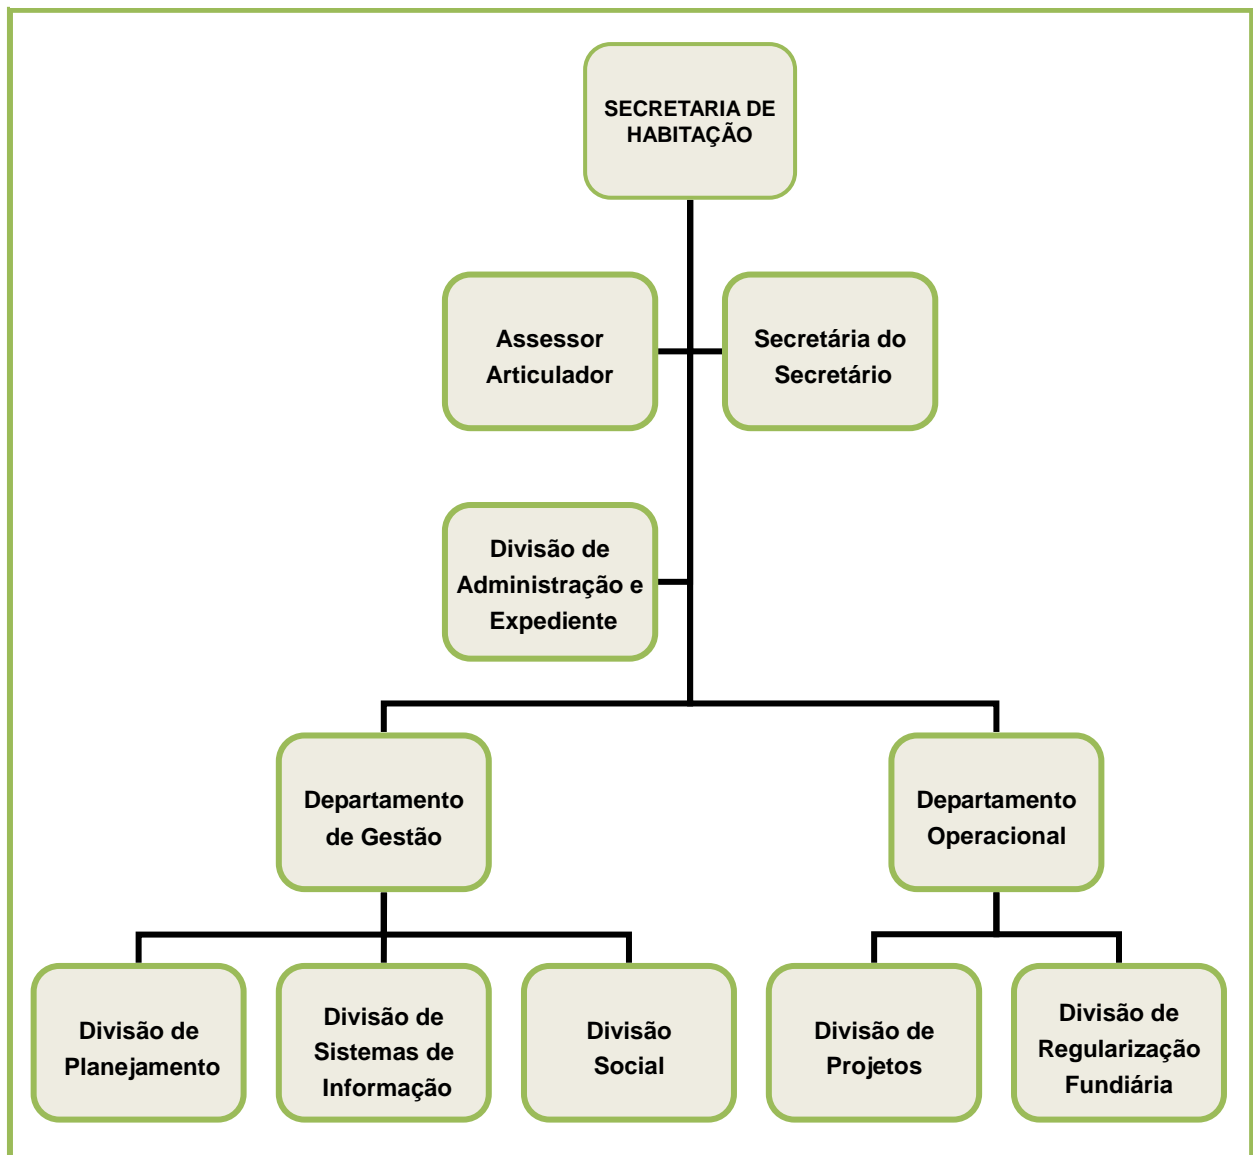 SECRETARIA DE
HABITAÇÃO
Assessor
Articulador
Secretária do
Secretário
Divisão de
Administração e
Expediente
Departamento
de Gestão
Departamento
Operacional
Divisão de
Planejamento
Divisão de
Sistemas de
Informação
Divisão
Social
Divisão de
Projetos
Divisão de
Regularização
Fundiária